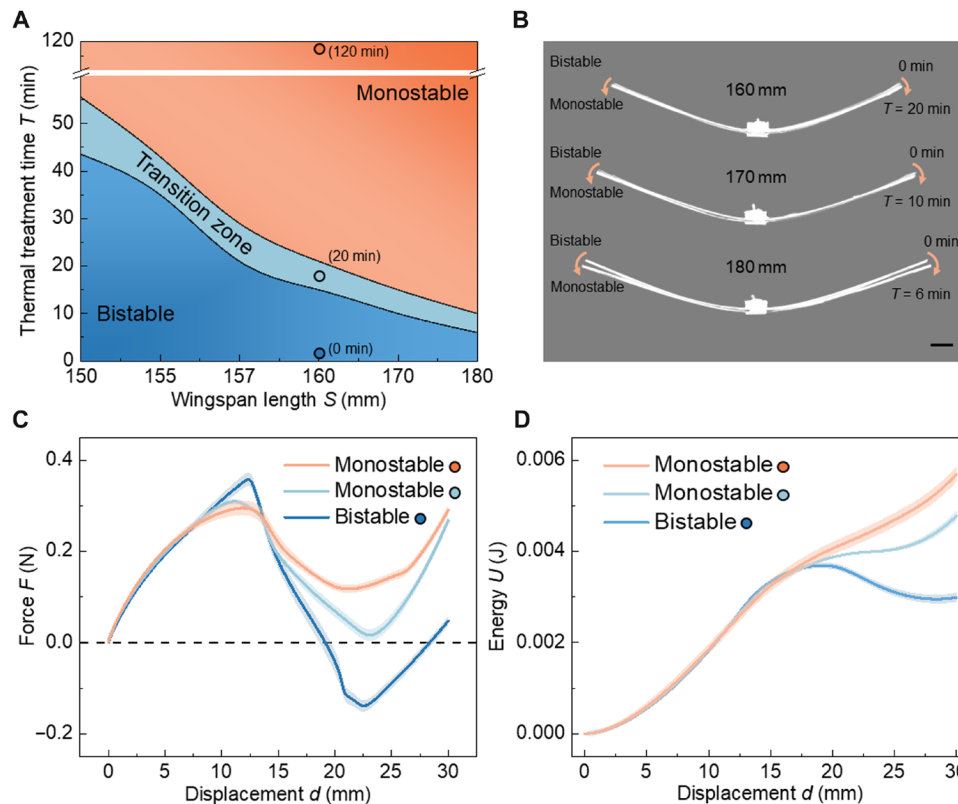 A
Thermal treatment time T (min)
120
50
40
30
20
10
0
(120 min)
Monostable
Transition zone
(20 min)
Bistable
(0 min)
150 155 157 160 170 180
Wingspan length S (mm)
B
Bistable
0 min
160 mm
Monostable
T = 20 min
Bistable
0 min
170 mm
Monostable
T = 10 min
Bistable
0 min
180 mm
Monostable
T = 6 min
C
Force F (N)
0.4
0.2
0.0
−0.2
Monostable
Monostable
Bistable
0 5 10 15 20 25 30
Displacement d (mm)
D
Energy U (J)
0.006
0.004
0.002
0.000
Monostable
Monostable
Bistable
0 5 10 15 20 25 30
Displacement d (mm)